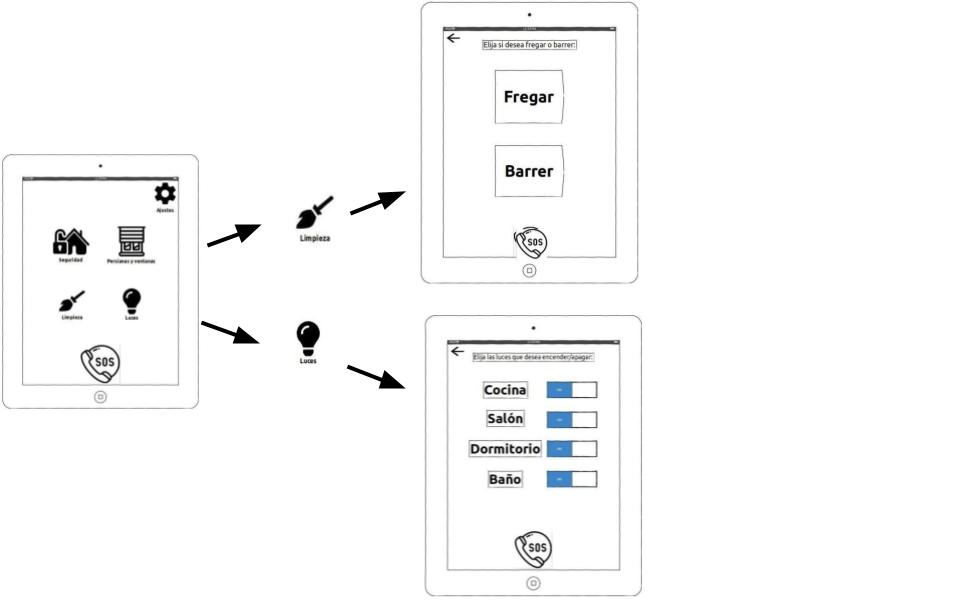 Ajustes
Seguridad
Persianas y ventanas
Limpieza
Luces
SOS
Limpieza
Luces
Elija si desea fregar o barrer:
Fregar
Barrer
SOS
Elija las luces que desea encender/apagar:
Cocina
Salón
Dormitorio
Baño
SOS